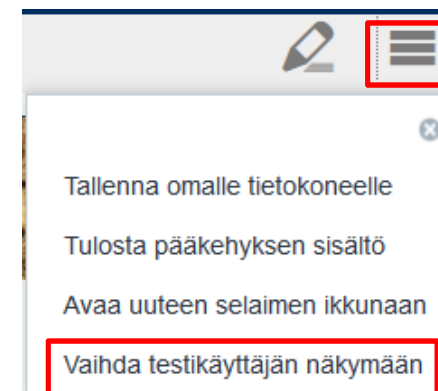 Tallenna omalle tietokoneelle
Tulosta pääkehyksen sisältö
Avaa uuteen selaimen ikkunaan
Vaihda testikäyttäjän näkymään